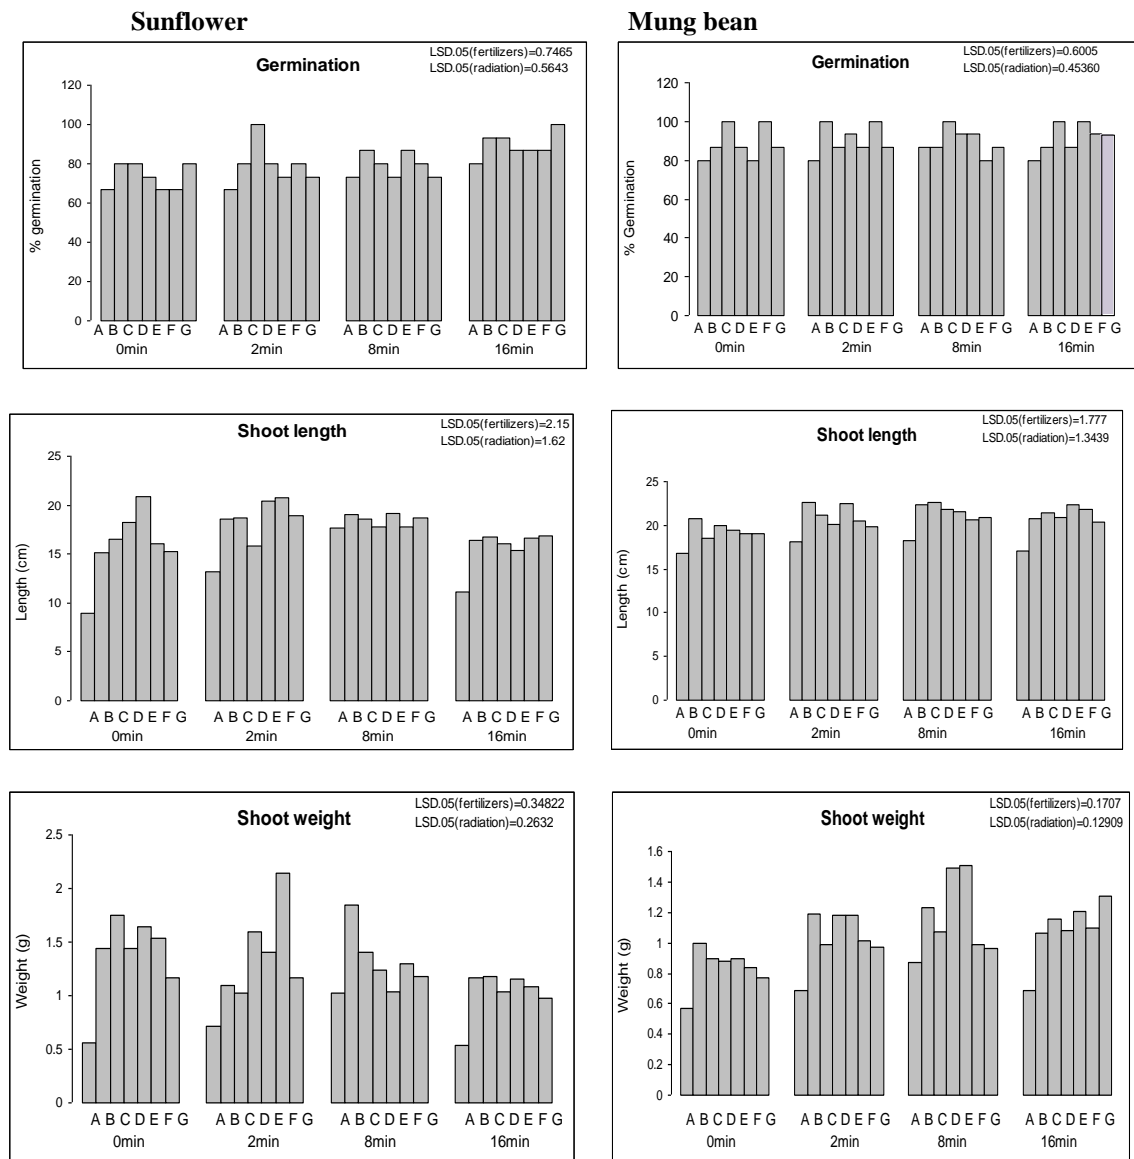 Sunflower
Mung bean
Germination
LSD.05(fertilizers)=0.7465
LSD.05(radiation)=0.5643
% germination
120
100
80
60
40
20
0
A B C D E F G A B C D E F G A B C D E F G A B C D E F G
0min 2min 8min 16min
Germination
LSD.05(fertilizers)=0.6005
LSD.05(radiation)=0.45360
% Germination
120
100
80
60
40
20
0
A B C D E F G A B C D E F G A B C D E F G A B C D E F G
0min 2min 8min 16min
Shoot length
LSD.05(fertilizers)=2.15
LSD.05(radiation)=1.62
Length (cm)
25
20
15
10
5
0
A B C D E F G A B C D E F G A B C D E F G A B C D E F G
0min 2min 8min 16min
Shoot length
LSD.05(fertilizers)=1.777
LSD.05(radiation)=1.3439
Length (cm)
25
20
15
10
5
0
A B C D E F G A B C D E F G A B C D E F G A B C D E F G
0min 2min 8min 16min
Shoot weight
LSD.05(fertilizers)=0.34822
LSD.05(radiation)=0.2632
Weight (g)
2.5
2
1.5
1
0.5
0
A B C D E F G A B C D E F G A B C D E F G A B C D E F G
0min 2min 8min 16min
Shoot weight
LSD.05(fertilizers)=0.1707
LSD.05(radiation)=0.12909
Weight (g)
1.6
1.4
1.2
1
0.8
0.6
0.4
0.2
0
A B C D E F G A B C D E F G A B C D E F G A B C D E F G
0min 2min 8min 16min